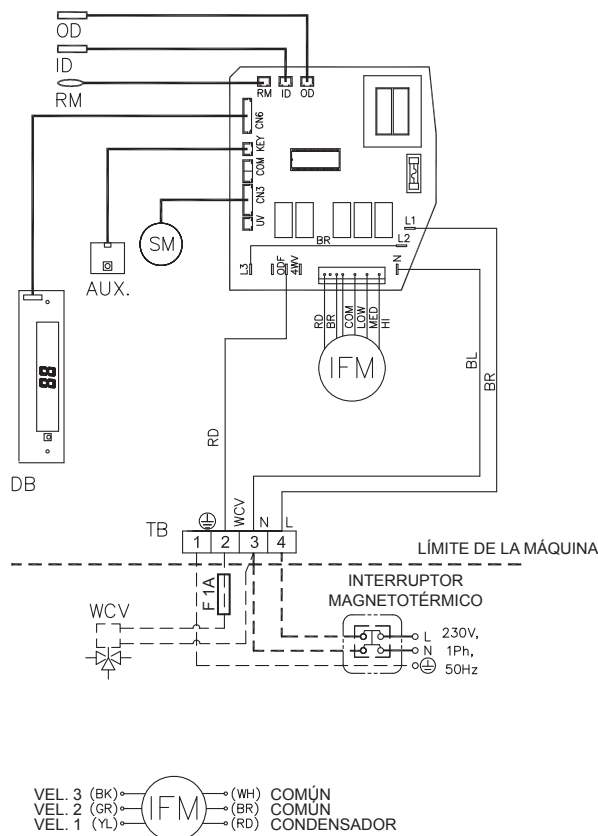 OD
ID
RM
RM ID OD
CN6
KEY
COM
CN3
UV
SM
AUX.
L1
L2
BR
L3
ODF
4WV
N
RD
BR
COM
LOW
MED
HI
IFM
88
DB
RD
BL
BR
WCV
N
L
TB
1 2 3 4
LÍMITE DE LA MÁQUINA
F 1A
WCV
INTERRUPTOR
MAGNETOTÉRMICO
L 230V,
N 1Ph,
50Hz
VEL. 3 (BK) (WH) COMÚN
VEL. 2 (GR) IFM (BR) COMÚN
VEL. 1 (YL) (RD) CONDENSADOR